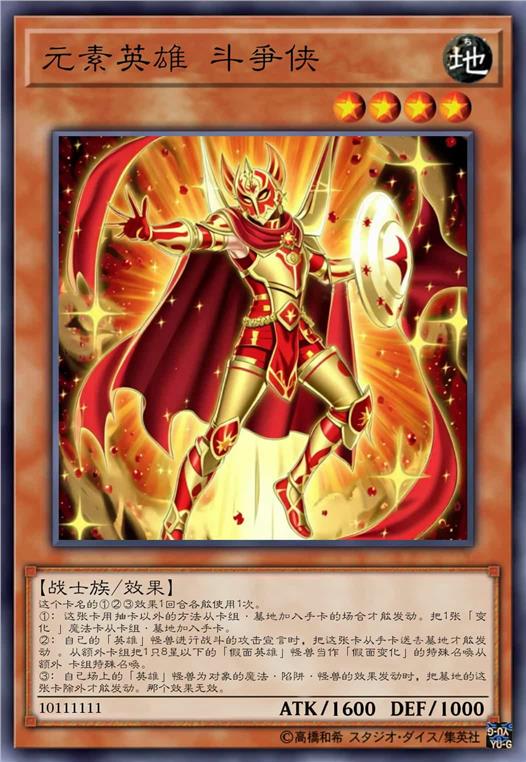 元素英雄 斗爭侠
ち
地
【战士族/效果】
这个卡名的①②③效果1回合各能使用1次。
①：这张卡用抽卡以外的方法从卡组·墓地加入手卡的场合才能发动。把1张「变
化 」魔法卡从卡组·墓地加入手卡。
②：自己的「英雄」怪兽进行战斗的攻击宣言时，把这张卡从手卡送去墓地才能发
动 。从额外卡组把1只8星以下的「假面英雄」怪兽当作「假面变化」的特殊召唤从
额外 卡组特殊召唤。
③：自己场上的「英雄」怪兽为对象的魔法·陷阱·怪兽的效果发动时，把墓地的这
张卡除外才能发动。那个效果无效。
ATK/1600 DEF/1000
10111111
©高橋和希 スタジオ・ダイス/集英社
YU-G